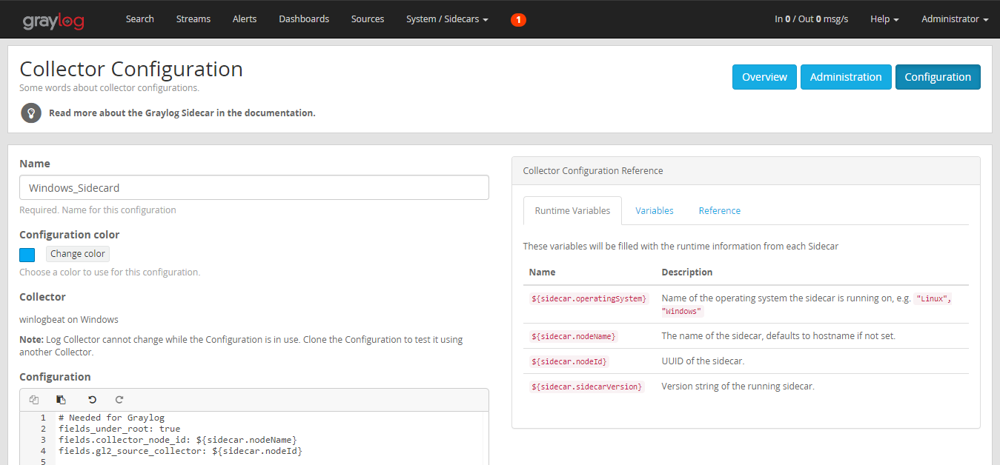 graylog
Search
Streams
Alerts
Dashboards
Sources
System / Sidecars
1
In 0 / Out 0 msg/s
Help
Administrator
Collector Configuration
Some words about collector configurations.
Read more about the Graylog Sidecar in the documentation.
Overview
Administration
Configuration
Name
Windows_Sidecard
Required. Name for this configuration
Configuration color
Change color
Choose a color to use for this configuration.
Collector
winlogbeat on Windows
Note: Log Collector cannot change while the Configuration is in use. Clone the Configuration to test it using
another Collector.
Configuration
1 # Needed for Graylog
2 fields_under_root: true
3 fields.collector_node_id: ${sidecar.nodeName}
4 fields.gl2_source_collector: ${sidecar.nodeId}
5
Collector Configuration Reference
Runtime Variables
Variables
Reference
These variables will be filled with the runtime information from each Sidecar
Name Description
${sidecar.operatingSystem} Name of the operating system the sidecar is running on, e.g. "Linux",
"Windows"
${sidecar.nodeName} The name of the sidecar, defaults to hostname if not set.
${sidecar.nodeId} UUID of the sidecar.
${sidecar.sidecarVersion} Version string of the running sidecar.